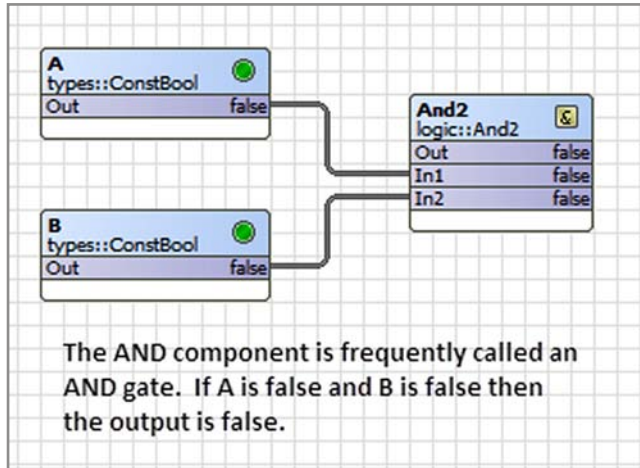 A
types::ConstBool
Out false
And2
logic::And2
&
Out false
In1 false
In2 false
B
types::ConstBool
Out false
The AND component is frequently called an
AND gate. If A is false and B is false then
the output is false.